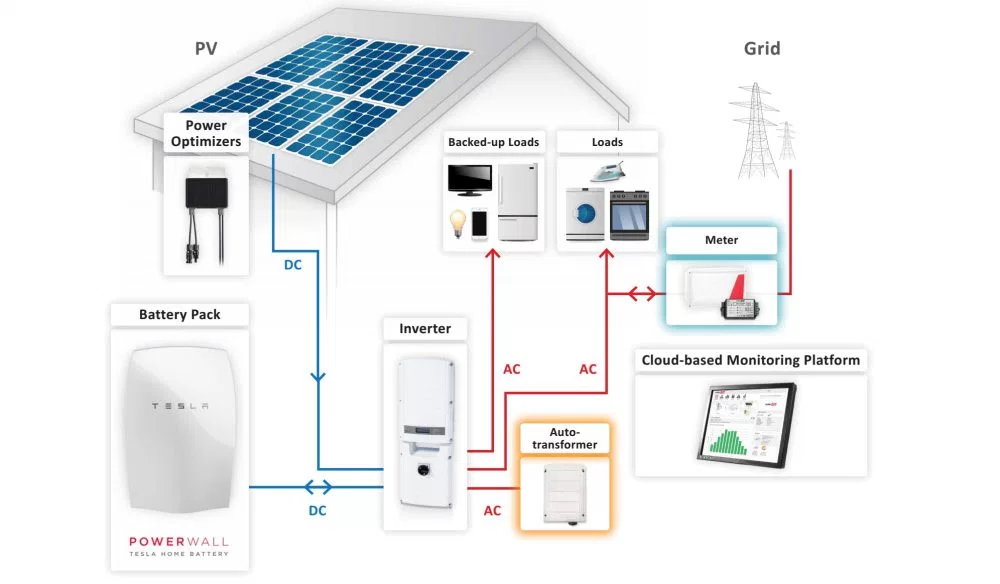 PV
Grid
Power
Optimizers
Backed-up Loads
Loads
Meter
DC
Battery Pack
Inverter
Cloud-based Monitoring Platform
TESLA
AC
AC
Auto-
transformer
DC
AC
POWERWALL
TESLA HOME BATTERY